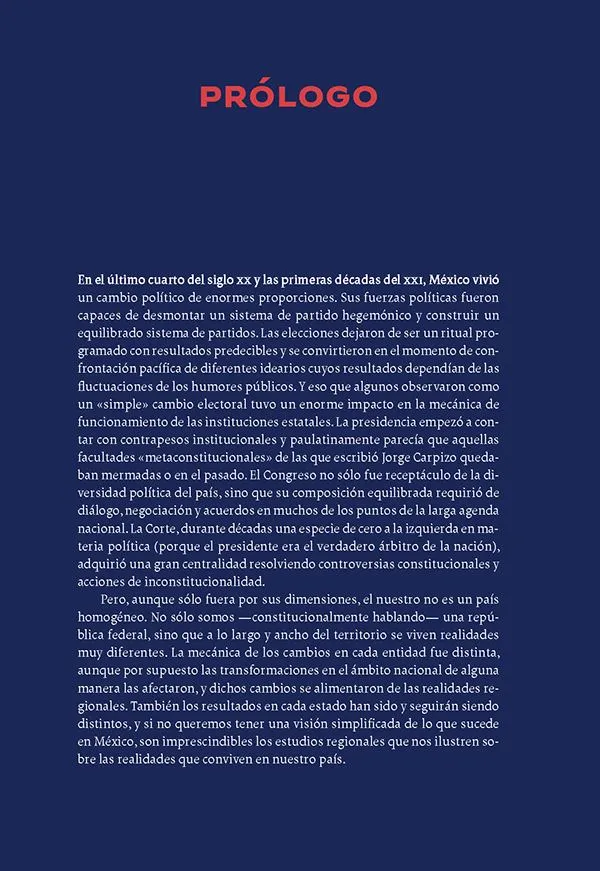 PRÓLOGO
En el último cuarto del siglo XX y las primeras décadas del XXI, México vivió
un cambio político de enormes proporciones. Sus fuerzas políticas fueron
capaces de desmontar un sistema de partido hegemónico y construir un
equilibrado sistema de partidos. Las elecciones dejaron de ser un ritual pro-
gramado con resultados predecibles y se convirtieron en el momento de con-
frontación pacífica de diferentes idearios cuyos resultados dependían de las
fluctuaciones de los humores públicos. Y eso que algunos observaron como
un «simple» cambio electoral tuvo un enorme impacto en la mecánica de
funcionamiento de las instituciones estatales. La presidencia empezó a con-
tar con contrapesos institucionales y paulatinamente parecía que aquellas
facultades «metaconstitucionales» de las que escribió Jorge Carpizo queda-
ban mermadas o en el pasado. El Congreso no sólo fue receptáculo de la di-
versidad política del país, sino que su composición equilibrada requirió de
diálogo, negociación y acuerdos en muchos de los puntos de la larga agenda
nacional. La Corte, durante décadas una especie de cero a la izquierda en ma-
teria política (porque el presidente era el verdadero árbitro de la nación),
adquirió una gran centralidad resolviendo controversias constitucionales y
acciones de inconstitucionalidad.
Pero, aunque sólo fuera por sus dimensiones, el nuestro no es un país
homogéneo. No sólo somos —constitucionalmente hablando— una repú-
blica federal, sino que a lo largo y ancho del territorio se viven realidades
muy diferentes. La mecánica de los cambios en cada entidad fue distinta,
aunque por supuesto las transformaciones en el ámbito nacional de alguna
manera las afectaron, y dichos cambios se alimentaron de las realidades re-
gionales. También los resultados en cada estado han sido y seguirán siendo
distintos, y si no queremos tener una visión simplificada de lo que sucede
en México, son imprescindibles los estudios regionales que nos ilustren so-
bre las realidades que conviven en nuestro país.